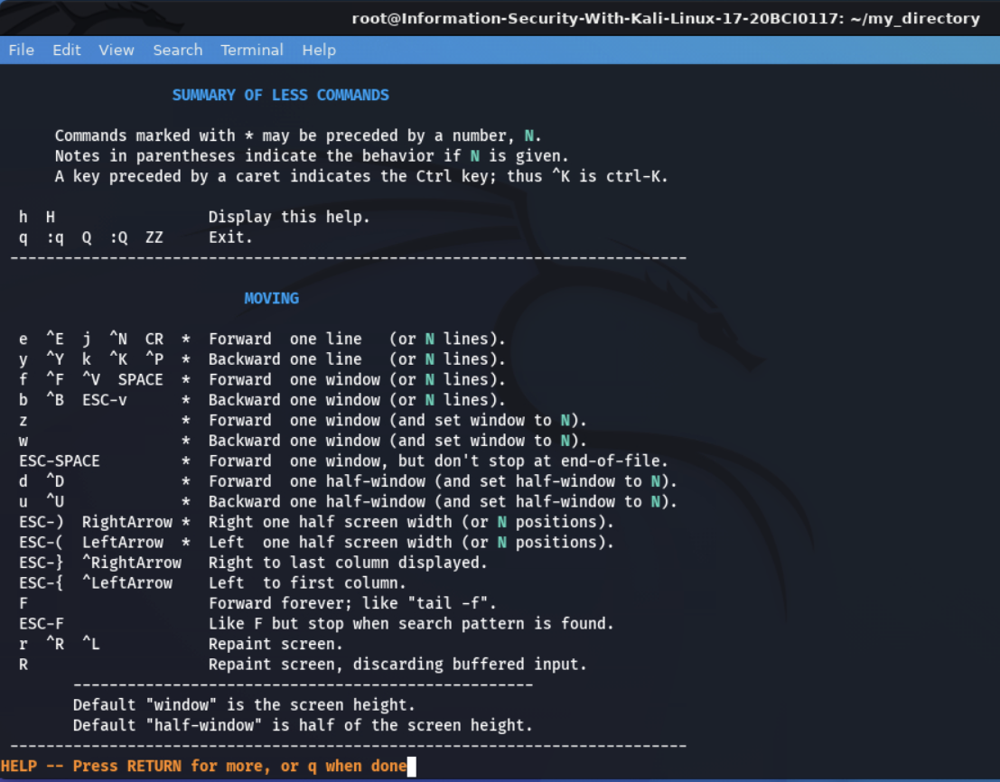 root@Information-Security-With-Kali-Linux-17-20BCI0117: ~/my_directory
File Edit View Search Terminal Help
SUMMARY OF LESS COMMANDS
Commands marked with * may be preceded by a number, N.
Notes in parentheses indicate the behavior if N is given.
A key preceded by a caret indicates the Ctrl key; thus ^K is ctrl-K.
h  H                 Display this help.
q  :q  Q  :Q  ZZ     Exit.
---------------------------------------------------------------------------
MOVING
e  ^E  j  ^N  CR  *  Forward  one line   (or N lines).
y  ^Y  k  ^K  ^P  *  Backward one line   (or N lines).
f  ^F  ^V  SPACE  *  Forward  one window (or N lines).
b  ^B  ESC-v      *  Backward one window (or N lines).
z                 *  Forward  one window (and set window to N).
w                 *  Backward one window (and set window to N).
ESC-SPACE         *  Forward  one window, but don't stop at end-of-file.
d  ^D             *  Forward  one half-window (and set half-window to N).
u  ^U             *  Backward one half-window (and set half-window to N).
ESC-)  RightArrow *  Right one half screen width (or N positions).
ESC-(  LeftArrow  *  Left  one half screen width (or N positions).
ESC-}  ^RightArrow   Right to last column displayed.
ESC-{  ^LeftArrow    Left  to first column.
F                    Forward forever; like "tail -f".
ESC-F                Like F but stop when search pattern is found.
r  ^R  ^L            Repaint screen.
R                    Repaint screen, discarding buffered input.
---------------------------------------------------
Default "window" is the screen height.
Default "half-window" is half of the screen height.
---------------------------------------------------------------------------
HELP -- Press RETURN for more, or q when done